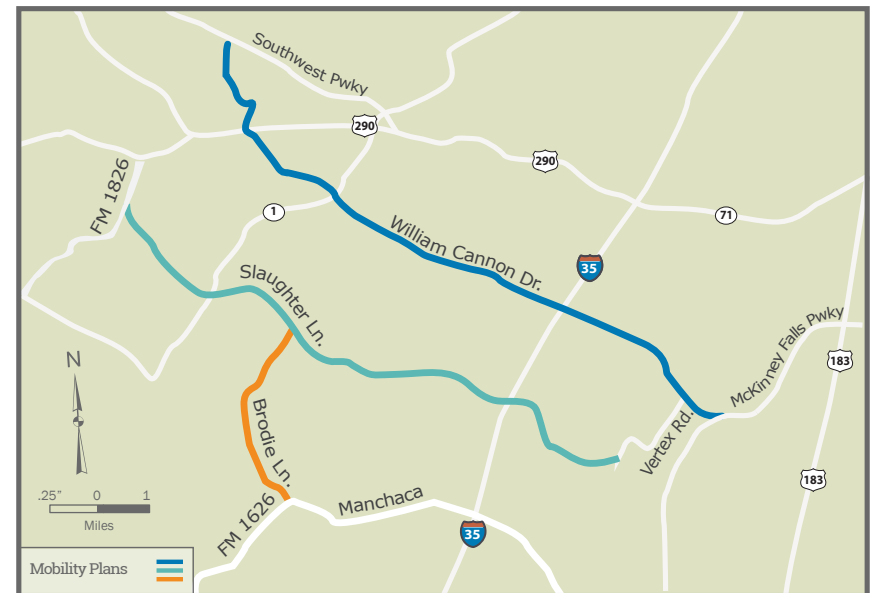 Southwest Pwky
290
290
FM 1826
1
71
William Cannon Dr.
35
Slaughter Ln.
McKinney Falls Pwky
183
N
Brodie Ln.
Vertex Rd.
183
.25” 0 1
Miles
Manchaca
FM 1626
35
Mobility Plans